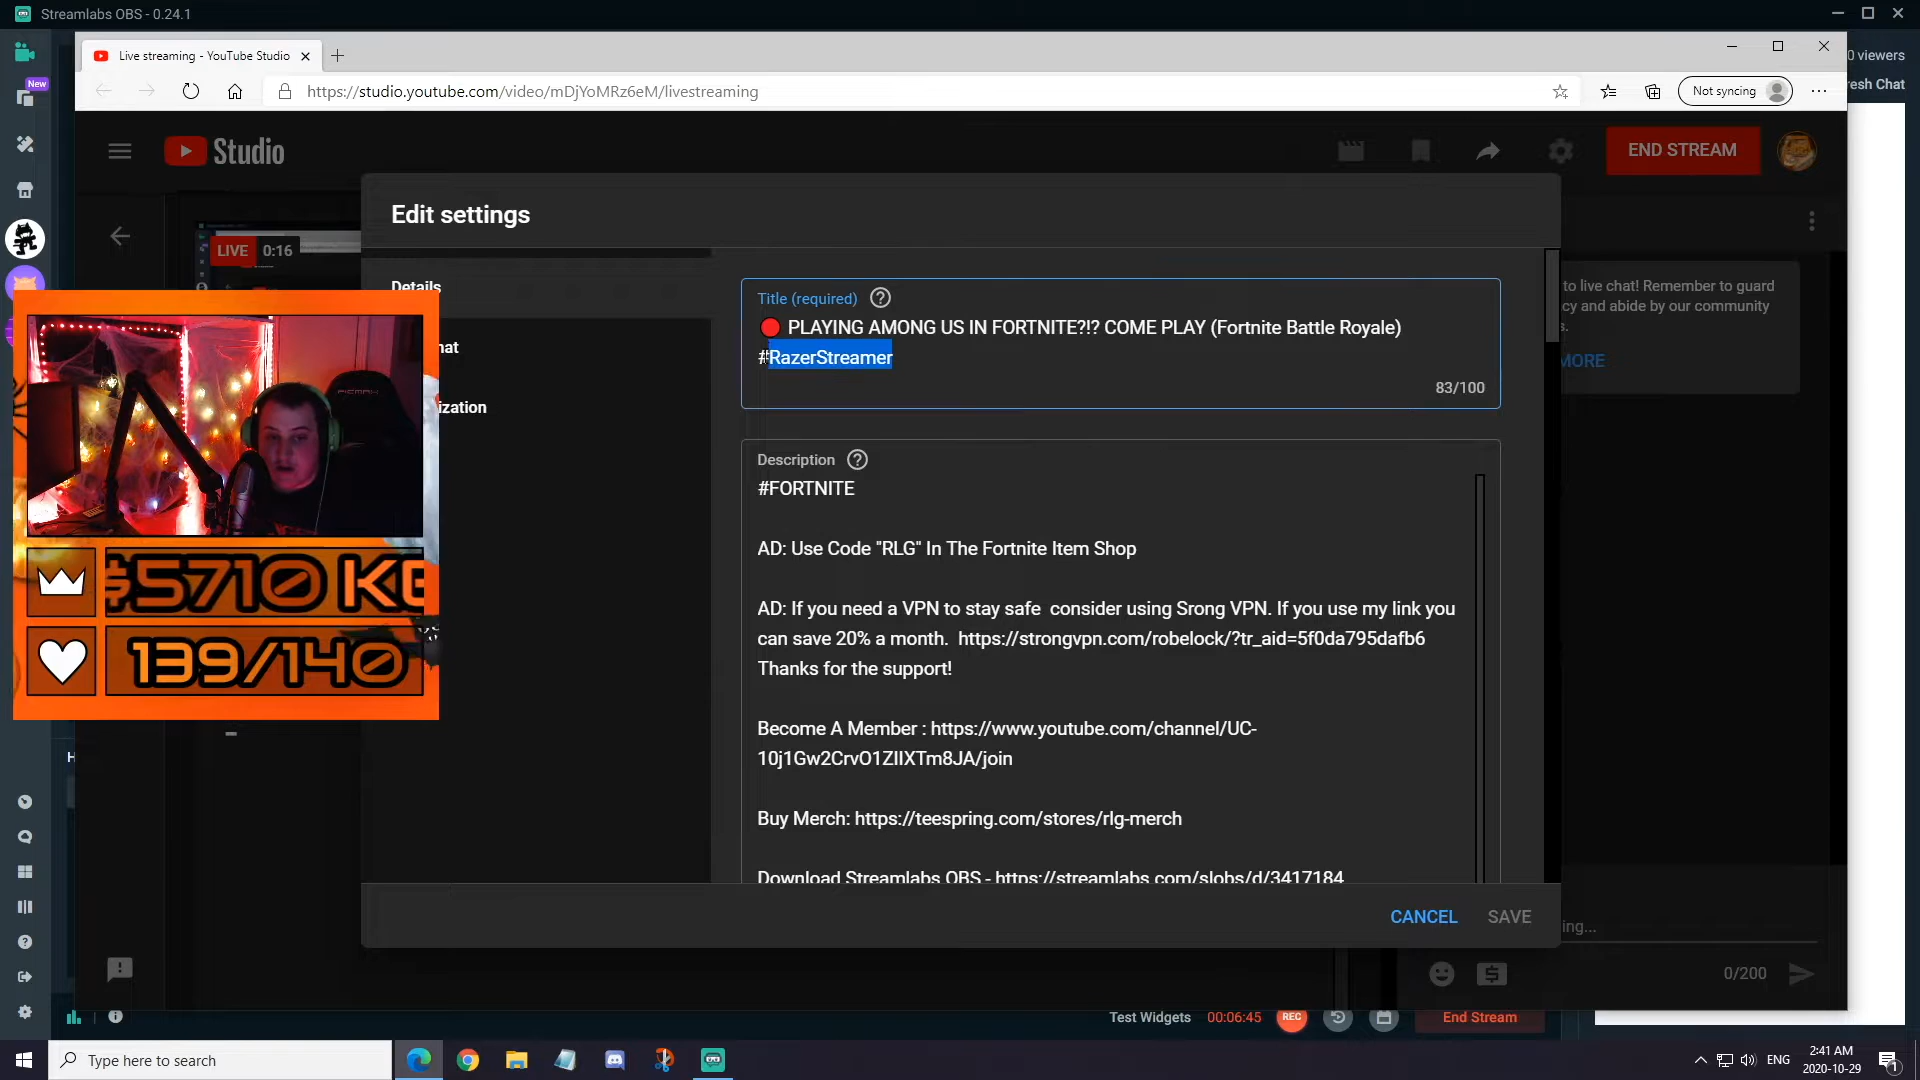 Streamlabs OBS - 0.24.1
0 viewers
Live streaming - YouTube Studio
New
resh Chat
https://studio.youtube.com/video/mDjYoMRz6eM/livestreaming
Not syncing
Studio
END STREAM
Edit settings
LIVE 0:16
Details
hat
ization
Title (required)
PLAYING AMONG US IN FORTNITE?!? COME PLAY (Fortnite Battle Royale)
#RazerStreamer
83/100
to live chat! Remember to guard
cy and abide by our community
s.
MORE
Description
#FORTNITE
AD: Use Code "RLG" In The Fortnite Item Shop
AD: If you need a VPN to stay safe  consider using Srong VPN. If you use my link you
can save 20% a month.  https://strongvpn.com/robelock/?tr_aid=5f0da795dafb6
Thanks for the support!
Become A Member : https://www.youtube.com/channel/UC-
10j1Gw2CrvO1ZIIXTm8JA/join
Buy Merch: https://teespring.com/stores/rlg-merch
Download Streamlabs OBS - https://streamlabs.com/slobs/d/3417184
$5710 KE
139/140
H
CANCEL
SAVE
ing...
0/200
Test Widgets
00:06:45
REC
End Stream
Type here to search
ENG
2:41 AM
2020-10-29
1